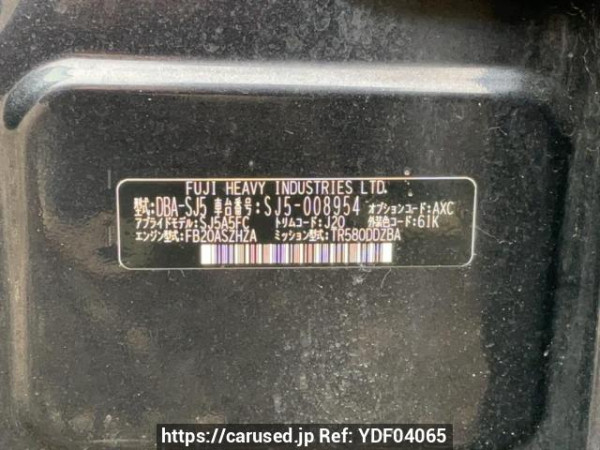 FUJI HEAVY INDUSTRIES LTD.
型式:DBA-SJ5 車台番号:SJ5-008954 オプションコード:AXC
アプライドモデル:SJ5A5FC トリムコード:J20 外装色コード:61K
エンジン型式:FB20ASZHZA ミッション型式:TR580DDZBA
https://carused.jp Ref: YDF04065